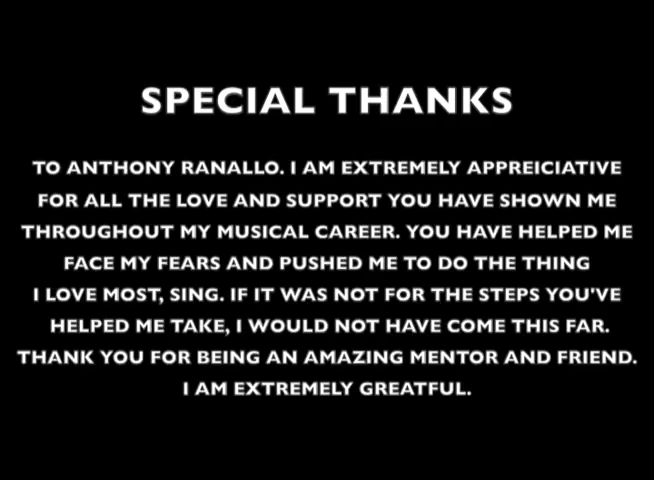 SPECIAL THANKS
TO ANTHONY RANALLO. I AM EXTREMELY APPREICIATIVE
FOR ALL THE LOVE AND SUPPORT YOU HAVE SHOWN ME
THROUGHOUT MY MUSICAL CAREER. YOU HAVE HELPED ME
FACE MY FEARS AND PUSHED ME TO DO THE THING
I LOVE MOST, SING. IF IT WAS NOT FOR THE STEPS YOU'VE
HELPED ME TAKE, I WOULD NOT HAVE COME THIS FAR.
THANK YOU FOR BEING AN AMAZING MENTOR AND FRIEND.
I AM EXTREMELY GREATFUL.